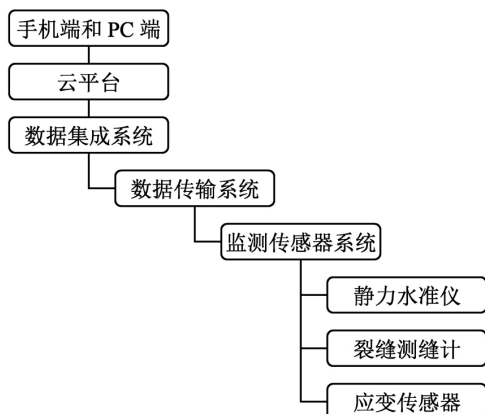 手机端和 PC 端
云平台
数据集成系统
数据传输系统
监测传感器系统
静力水准仪
裂缝测缝计
应变传感器